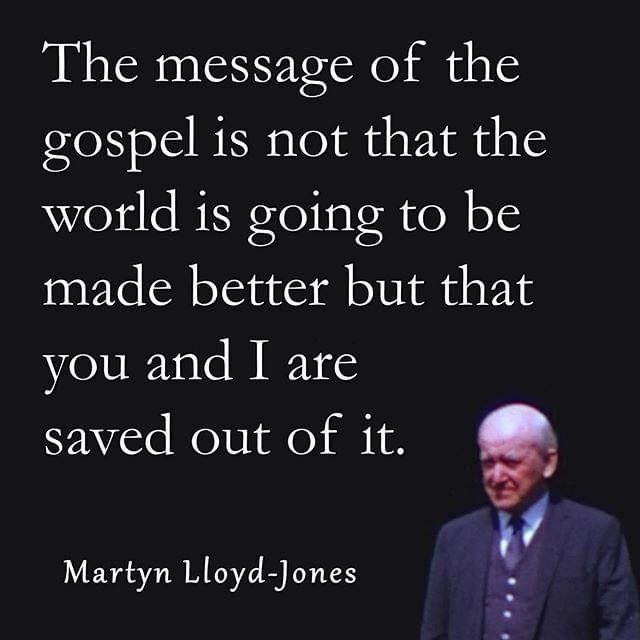 The message of the
gospel is not that the
world is going to be
made better but that
you and I are
saved out of it.
Martyn Lloyd-Jones